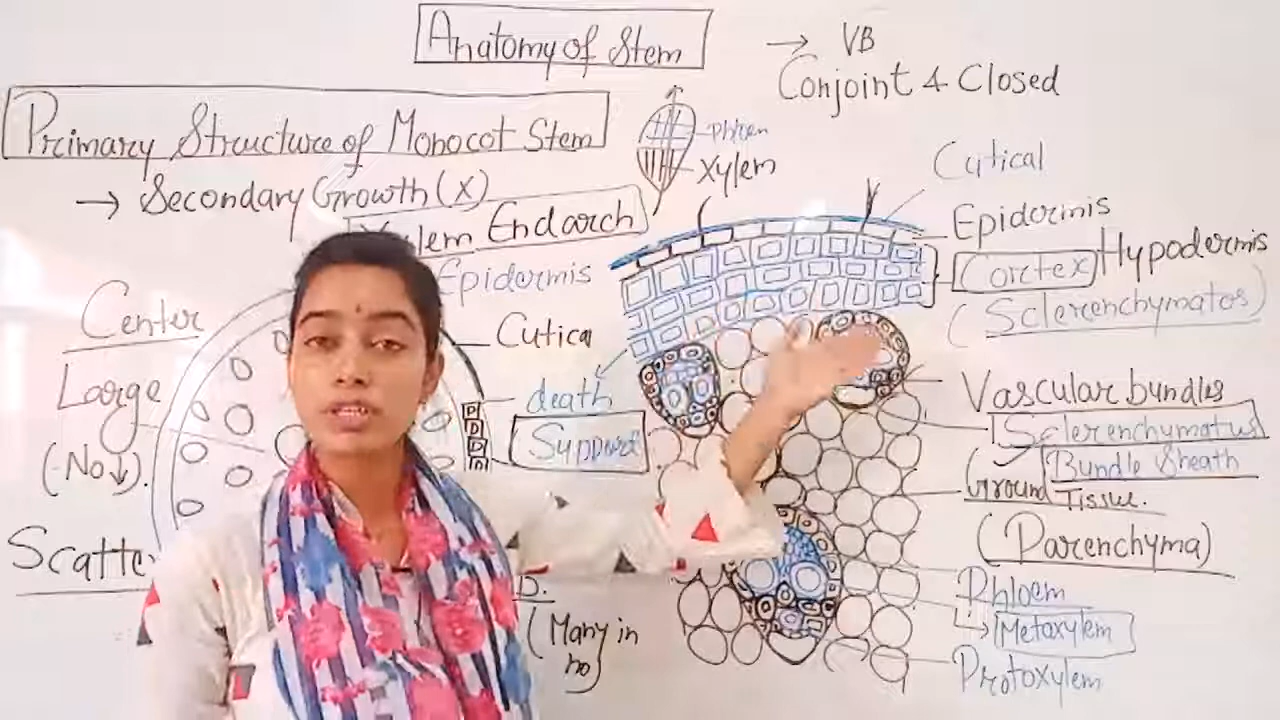 Anatomy of Stem
→ VB
Conjoint & Closed
Primary Structure of Monocot Stem
→ Secondary Growth (X)
Xylem Endarch
Phloem
Xylem
Cutical
Epidermis
Cortex Hypodermis
(Sclerenchymatos)
Epidermis
Cutica
Center
Large
(No↓).
death
Support
Scatte
D.
(Many in
no)
Vascular bundles
Sclerenchymatus
Bundle Sheath
Ground Tissue.
(Parenchyma)
Phloem
→ Metaxylem
Protoxylem